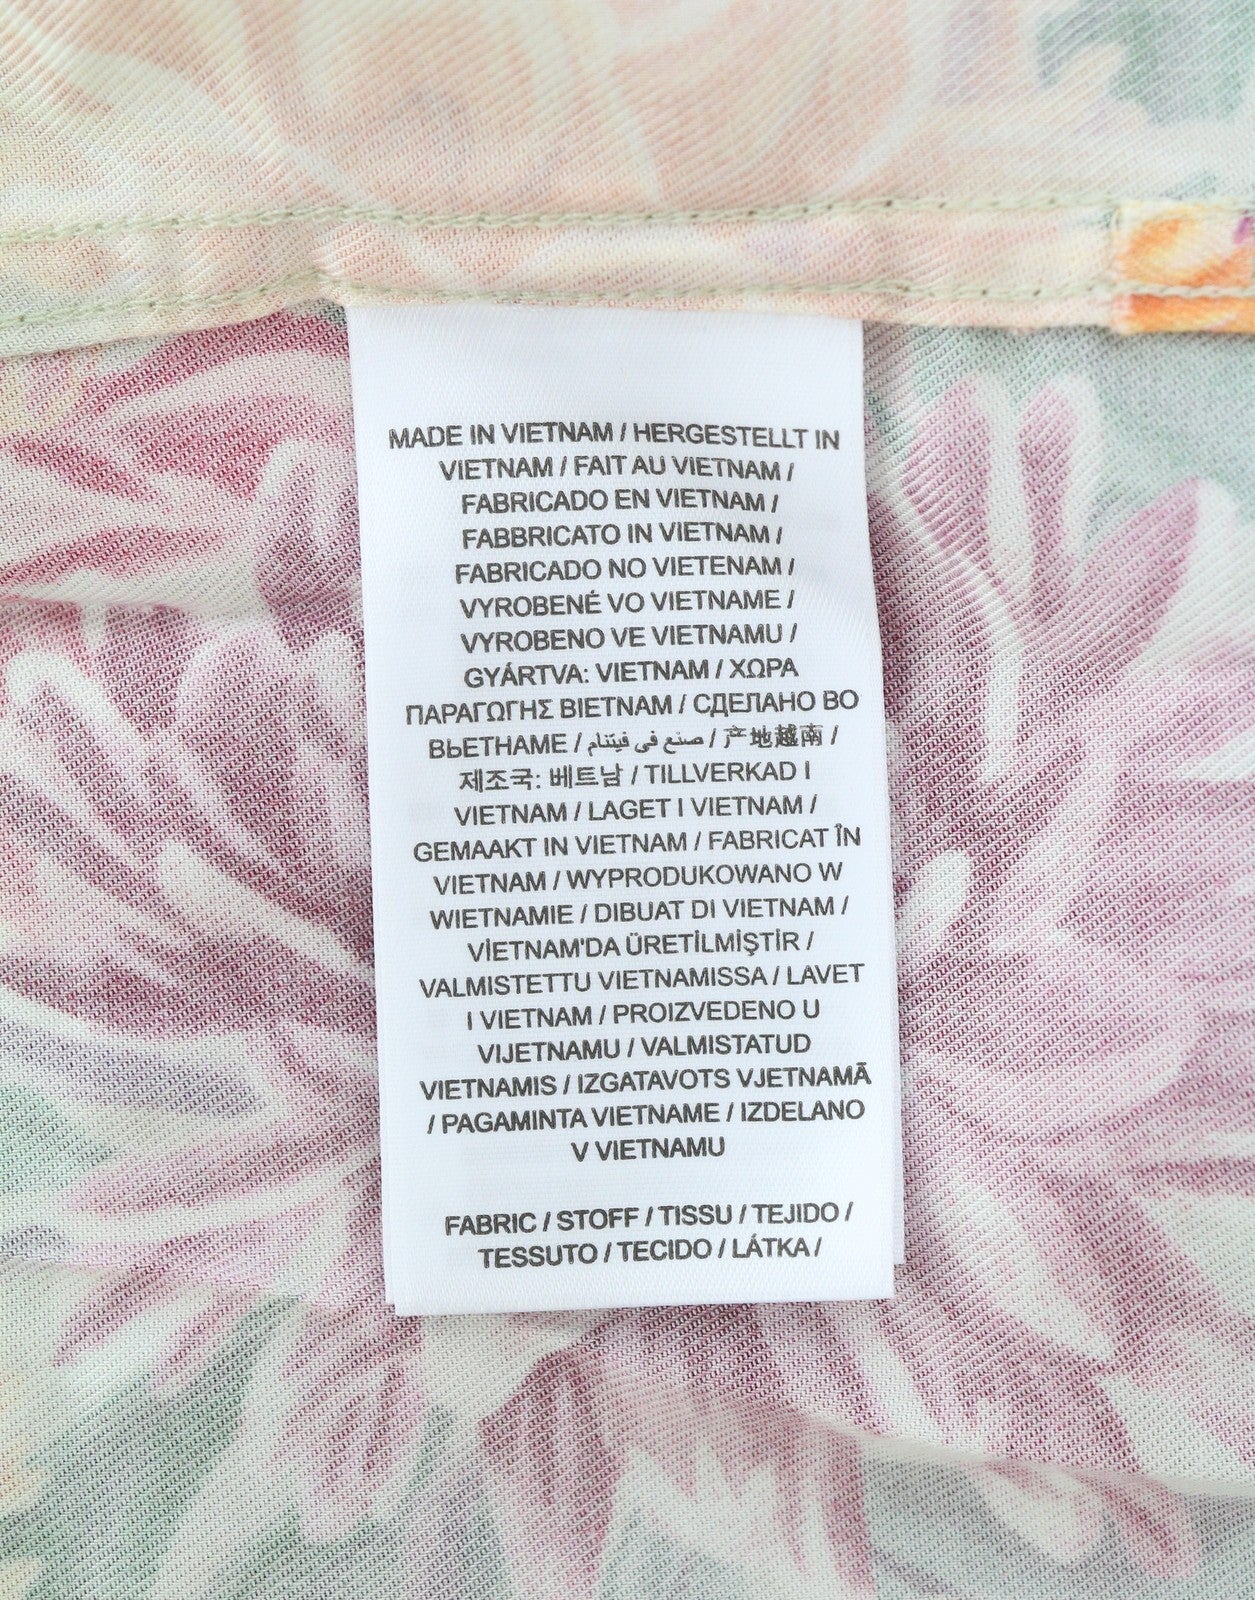 MADE IN VIETNAM / HERGESTELLT IN
VIETNAM / FAIT AU VIETNAM /
FABRICADO EN VIETNAM /
FABBRICATO IN VIETNAM /
FABRICADO NO VIETENAM /
VYROBENÉ VO VIETNAME /
VYROBENO VE VIETNAMU /
GYÁRTVA: VIETNAM / ΧΩΡΑ
ΠΑΡΑΓΩΓΗΣ ΒΙΕΤΝΑΜ / СДЕЛАНО ВО
ВЬЕТНАМЕ / صنع في فيتنام / 产地越南 /
제조국: 베트남 / TILLVERKAD I
VIETNAM / LAGET I VIETNAM /
GEMAAKT IN VIETNAM / FABRICAT ÎN
VIETNAM / WYPRODUKOWANO W
WIETNAMIE / DIBUAT DI VIETNAM /
VİETNAM'DA ÜRETİLMİŞTİR /
VALMISTETTU VIETNAMISSA / LAVET
I VIETNAM / PROIZVEDENO U
VIJETNAMU / VALMISTATUD
VIETNAMIS / IZGATAVOTS VJETNAMĀ
/ PAGAMINTA VIETNAME / IZDELANO
V VIETNAMU
FABRIC / STOFF / TISSU / TEJIDO /
TESSUTO / TECIDO / LÁTKA /